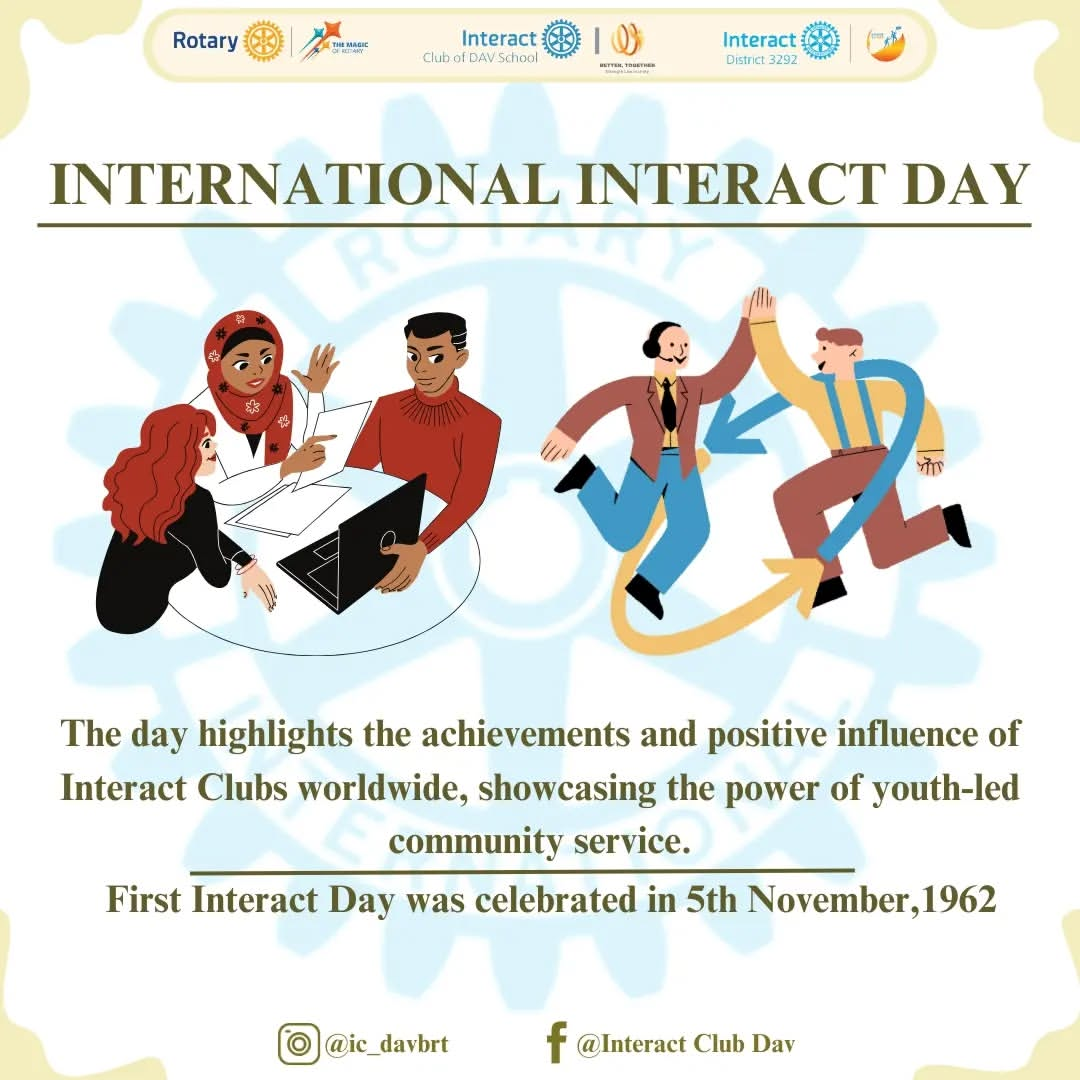 Rotary
THE MAGIC
OF ROTARY
Interact
Club of DAV School
BETTER, TOGETHER
Interact
District 3292
INTERNATIONAL INTERACT DAY
ROTARY
INTERNATIONAL
The day highlights the achievements and positive influence of
Interact Clubs worldwide, showcasing the power of youth-led
community service.
First Interact Day was celebrated in 5th November,1962
@ic_davbrt
@Interact Club Dav